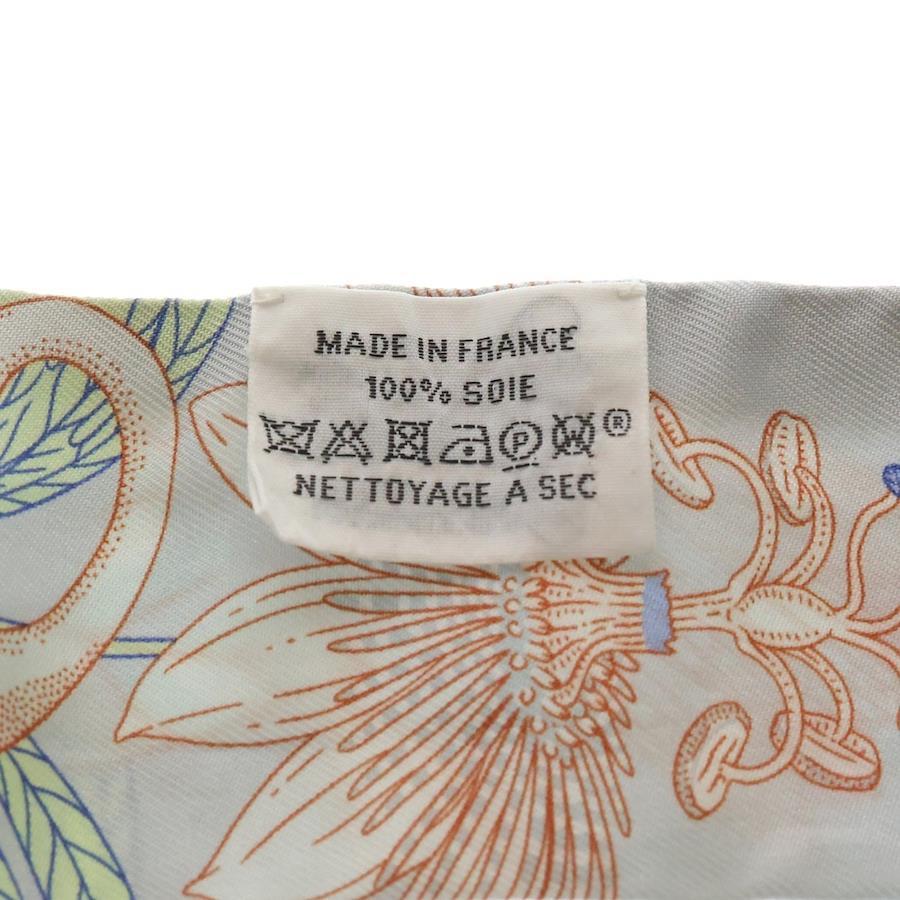 MADE IN FRANCE
100% SOIE
P W ®
NETTOYAGE A SEC